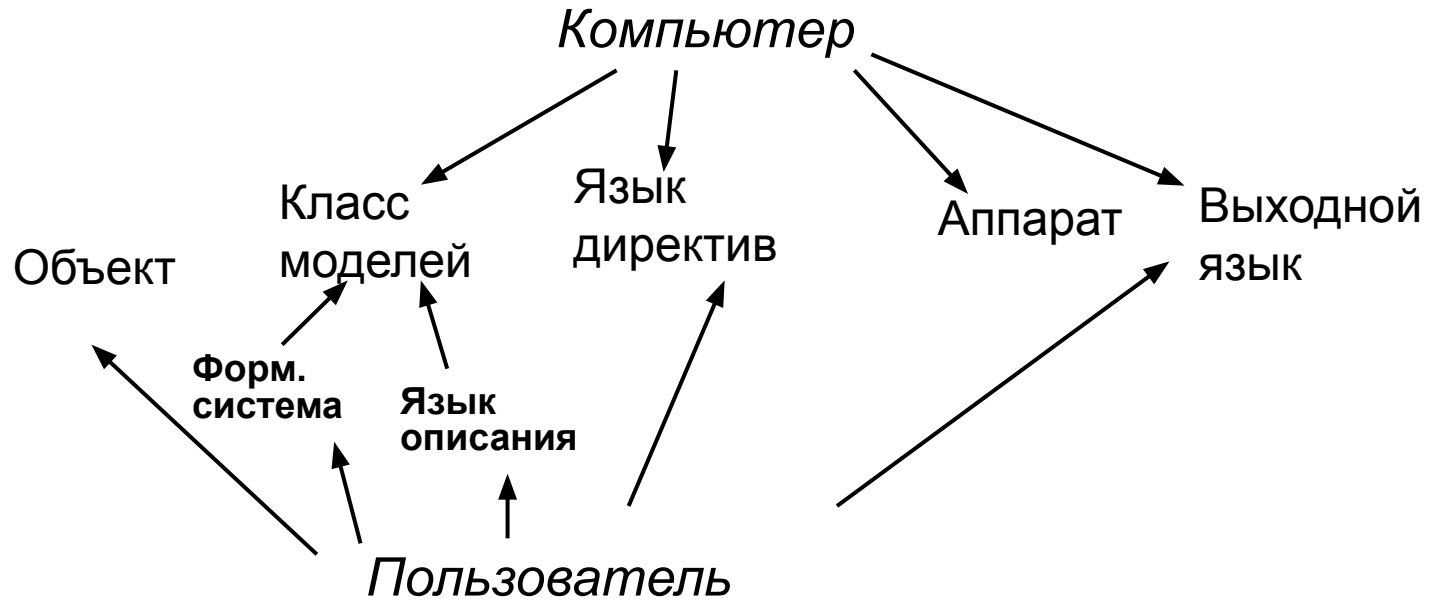 Компьютер
Класс
моделей
Язык
директив
Аппарат
Выходной
язык
Объект
Форм.
система
Язык
описания
Пользователь